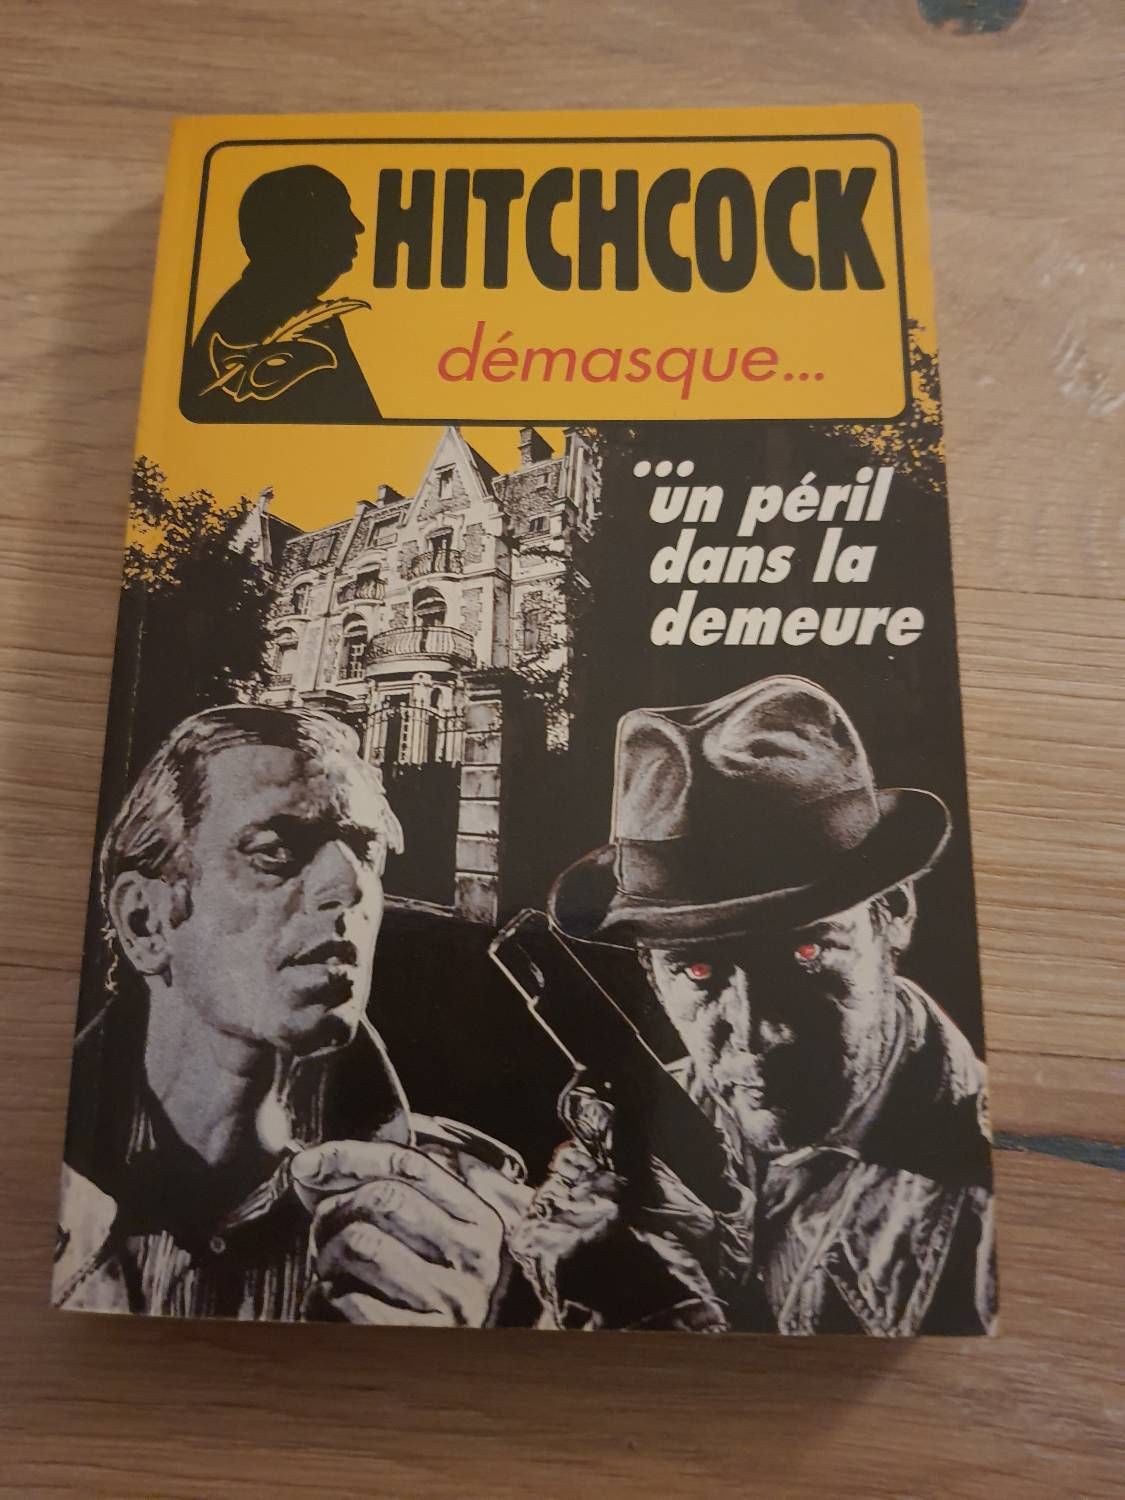 HITCHCOCK
démasque...
...un péril
dans la
demeure